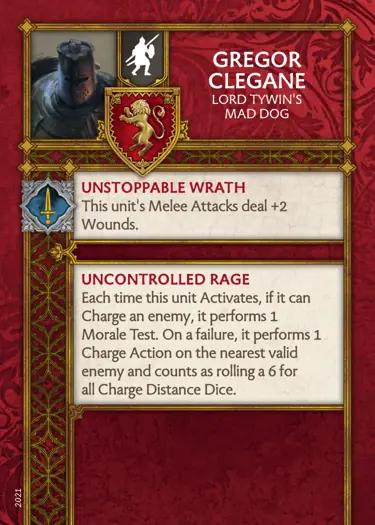 GREGOR
CLEGANE
LORD TYWIN'S
MAD DOG
UNSTOPPABLE WRATH
This unit's Melee Attacks deal +2
Wounds.
UNCONTROLLED RAGE
Each time this unit Activates, if it can
Charge an enemy, it performs 1
Morale Test. On a failure, it performs 1
Charge Action on the nearest valid
enemy and counts as rolling a 6 for
all Charge Distance Dice.
2021